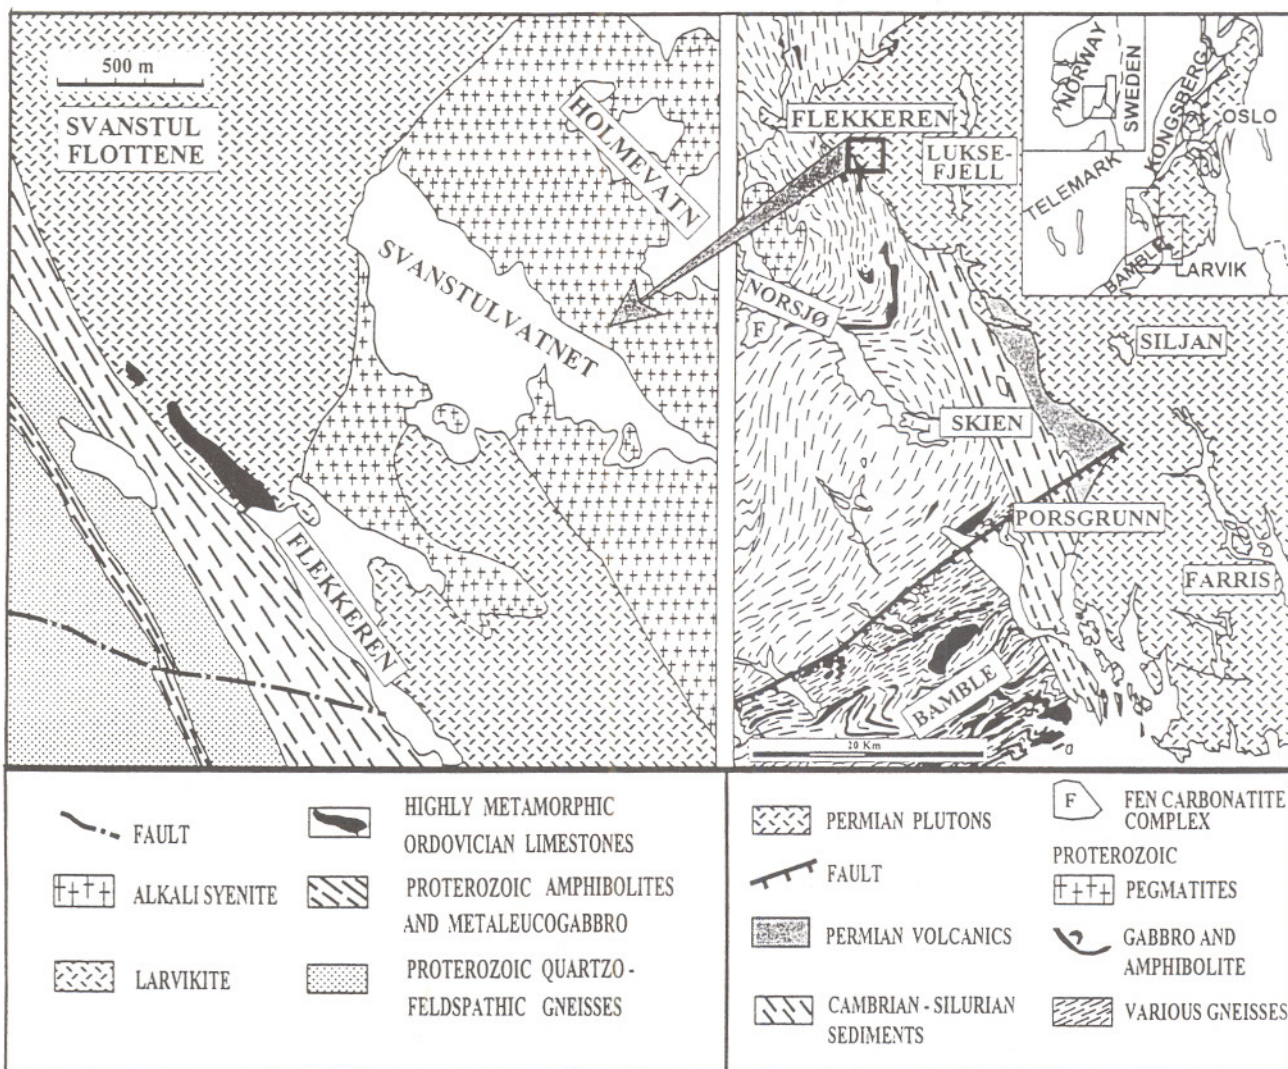 500 m
SVANSTUL
FLOTTENE
HOLMEVATN
SVANSTULVATNET
FLEKKEREN
FLEKKEREN
LUKSE-
FJELL
NORSJØ
F
SILJAN
SKIEN
PORSGRUNN
FARRIS
BAMBLE
20 Km
NORWAY
SWEDEN
KONGSBERG
OSLO
TELEMARK
BAMBLE
LARVIK
FAULT
HIGHLY METAMORPHIC
ORDOVICIAN LIMESTONES
ALKALI SYENITE
PROTEROZOIC AMPHIBOLITES
AND METALEUCOGABBRO
LARVIKITE
PROTEROZOIC QUARTZO-
FELDSPATHIC GNEISSES
PERMIAN PLUTONS
F
FEN CARBONATITE
COMPLEX
FAULT
PROTEROZOIC
PEGMATITES
PERMIAN VOLCANICS
GABBRO AND
AMPHIBOLITE
CAMBRIAN - SILURIAN
SEDIMENTS
VARIOUS GNEISSES